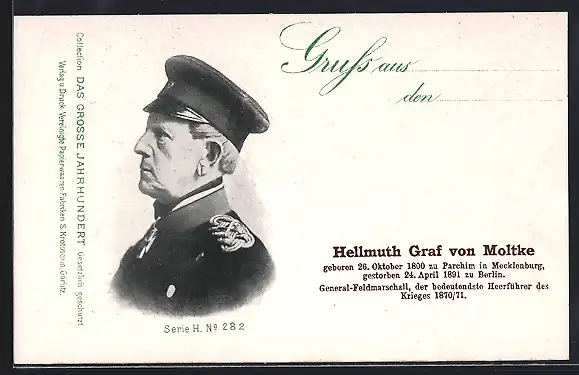 Collection DAS GROSSE JAHRHUNDERT Gesetzlich geschützt
Verlag u. Druck Vereinigte Papierwaaren-Fabriken S. Krotoschin, Görlitz.
Gruss aus
den
Hellmuth Graf von Moltke
geboren 26. Oktober 1800 zu Parchim in Mecklenburg,
gestorben 24. April 1891 zu Berlin.
General-Feldmarschall, der bedeutendste Heerführer des
Krieges 1870/71.
Serie H. No 282